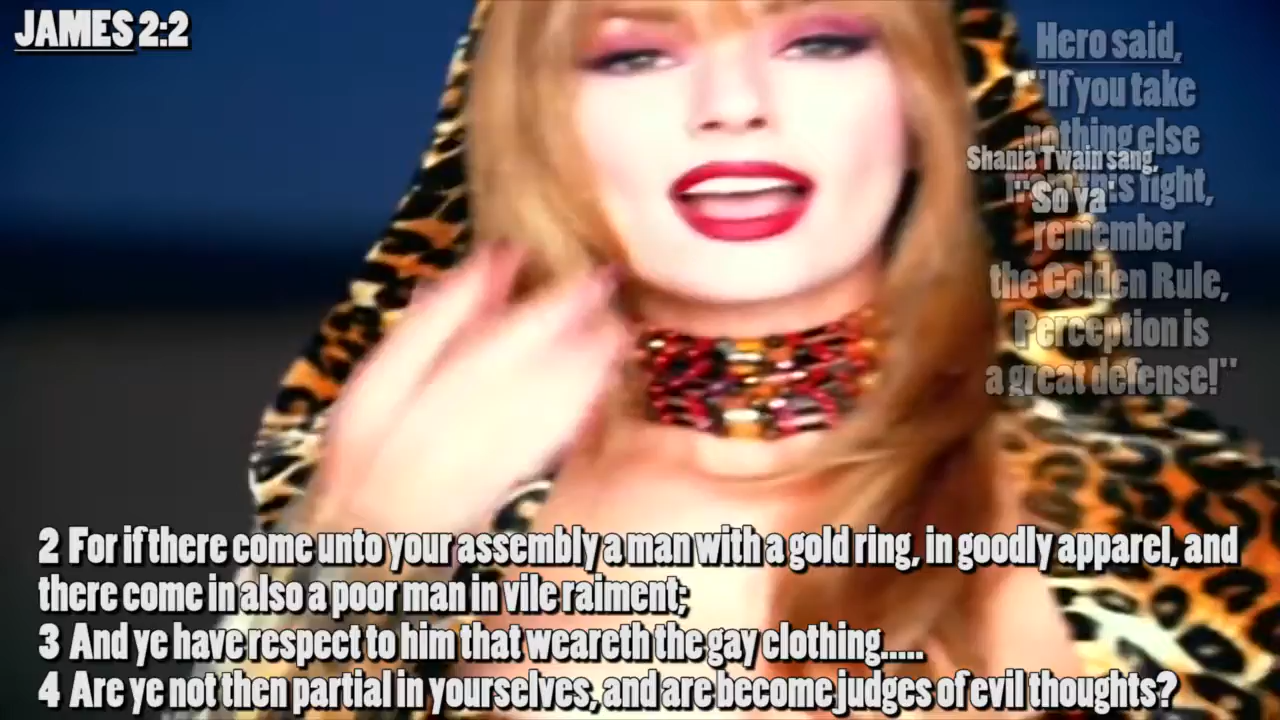 JAMES 2:2
Hero said,
"If you take
nothing else
Shania Twain sang,
from this fight,
"So ya'
remember
the Golden Rule,
Perception is
a great defense!"
2 For if there come unto your assembly a man with a gold ring, in goodly apparel, and
there come in also a poor man in vile raiment;
3 And ye have respect to him that weareth the gay clothing.....
4 Are ye not then partial in yourselves, and are become judges of evil thoughts?